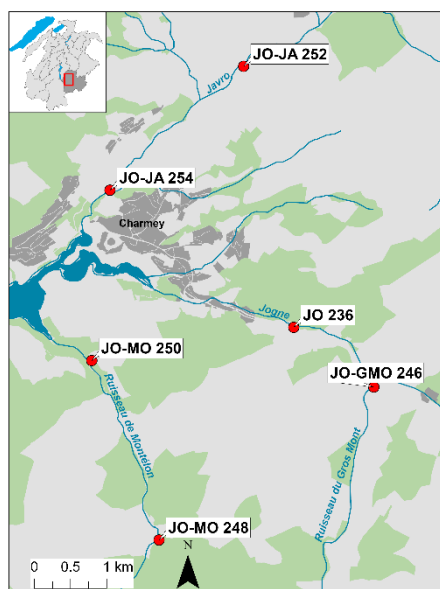 JO-JA 252
Javro
JO-JA 254
Charmey
Jogne
JO 236
JO-MO 250
JO-GMO 246
Ruisseau de Montélon
Ruisseau du Gros Mont
JO-MO 248
N
0 0.5 1 km